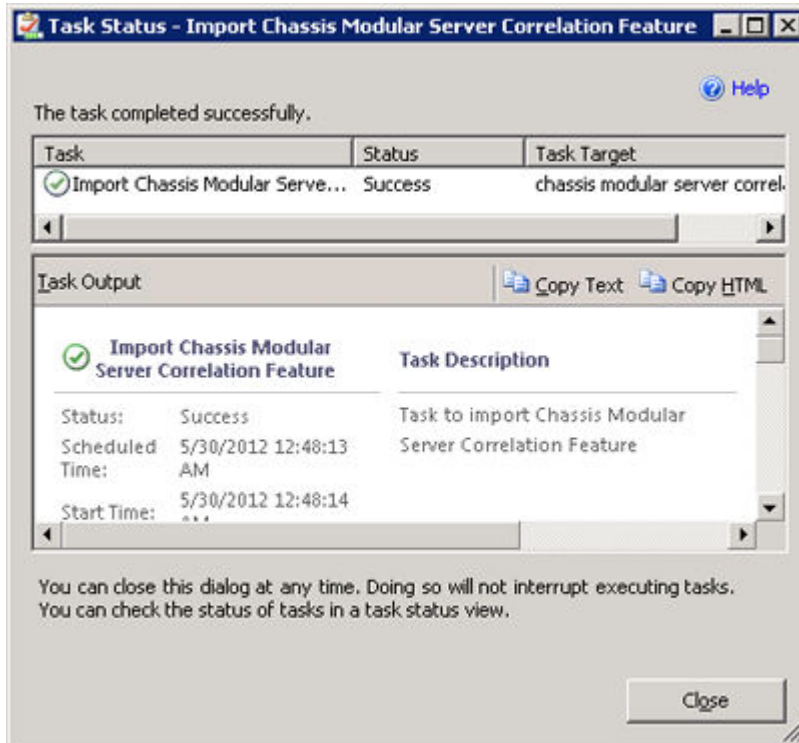 Task Status - Import Chassis Modular Server Correlation Feature
Help
The task completed successfully.
Task Status Task Target
Import Chassis Modular Serve... Success chassis modular server correl
Task Output Copy Text Copy HTML
Import Chassis Modular
Server Correlation Feature
Task Description
Status: Success
Scheduled Time: 5/30/2012 12:48:13 AM
Start Time: 5/30/2012 12:48:14
Task to import Chassis Modular
Server Correlation Feature
You can close this dialog at any time. Doing so will not interrupt executing tasks.
You can check the status of tasks in a task status view.
Close